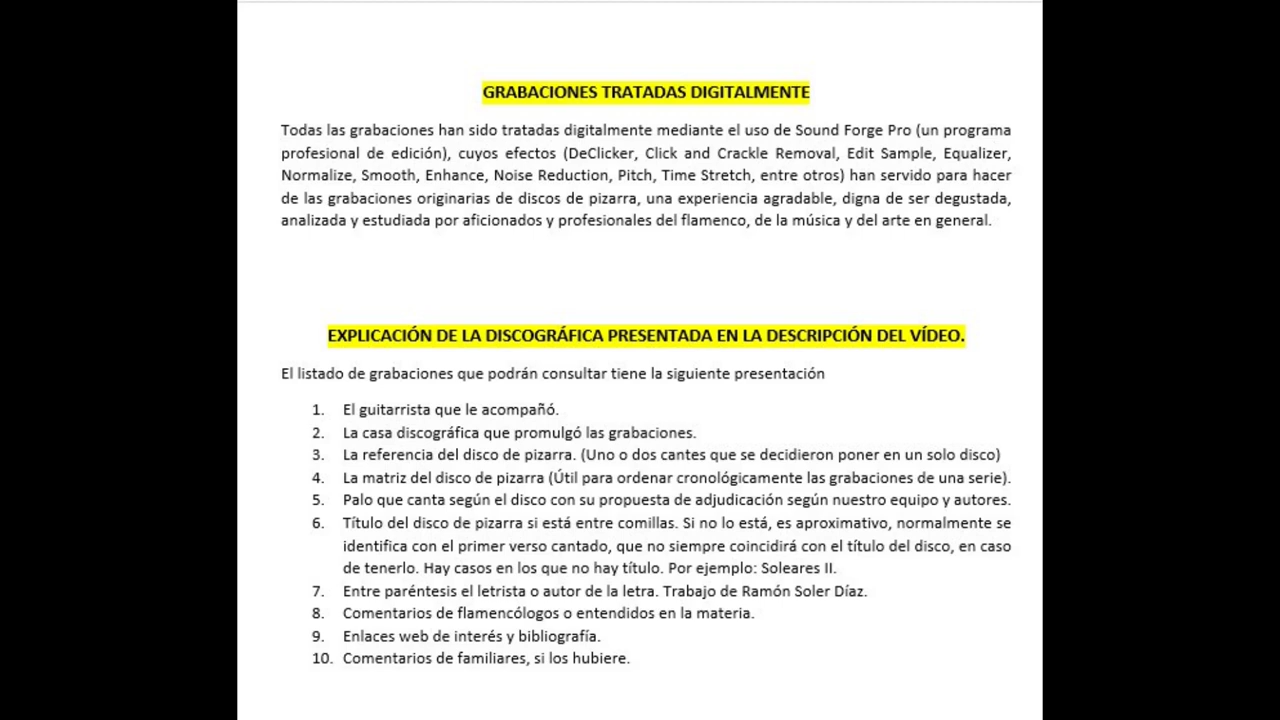 GRABACIONES TRATADAS DIGITALMENTE
Todas las grabaciones han sido tratadas digitalmente mediante el uso de Sound Forge Pro (un programa
profesional de edición), cuyos efectos (DeClicker, Click and Crackle Removal, Edit Sample, Equalizer,
Normalize, Smooth, Enhance, Noise Reduction, Pitch, Time Stretch, entre otros) han servido para hacer
de las grabaciones originarias de discos de pizarra, una experiencia agradable, digna de ser degustada,
analizada y estudiada por aficionados y profesionales del flamenco, de la música y del arte en general.
EXPLICACIÓN DE LA DISCOGRÁFICA PRESENTADA EN LA DESCRIPCIÓN DEL VÍDEO.
El listado de grabaciones que podrán consultar tiene la siguiente presentación
1. El guitarrista que le acompañó.
2. La casa discográfica que promulgó las grabaciones.
3. La referencia del disco de pizarra. (Uno o dos cantes que se decidieron poner en un solo disco)
4. La matriz del disco de pizarra (Útil para ordenar cronológicamente las grabaciones de una serie).
5. Palo que canta según el disco con su propuesta de adjudicación según nuestro equipo y autores.
6. Título del disco de pizarra si está entre comillas. Si no lo está, es aproximativo, normalmente se
identifica con el primer verso cantado, que no siempre coincidirá con el título del disco, en caso
de tenerlo. Hay casos en los que no hay título. Por ejemplo: Soleares II.
7. Entre paréntesis el letrista o autor de la letra. Trabajo de Ramón Soler Díaz.
8. Comentarios de flamencólogos o entendidos en la materia.
9. Enlaces web de interés y bibliografía.
10. Comentarios de familiares, si los hubiere.